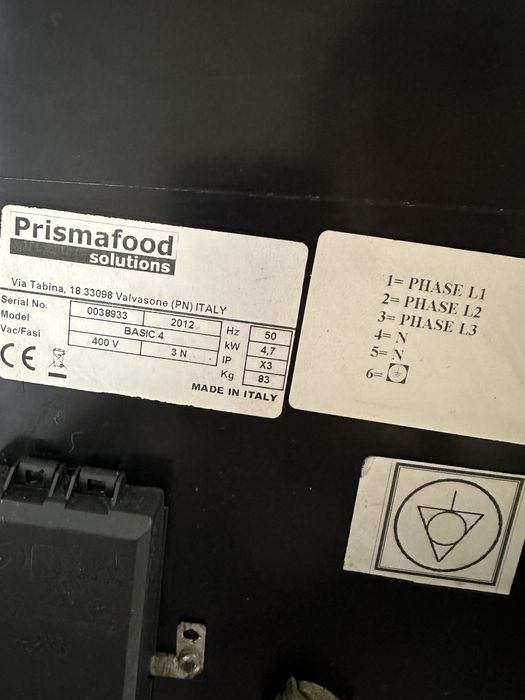 Prismafood
solutions
Via Tabina, 18 33098 Valvasone (PN) ITALY
Serial No. 0038933 2012 Hz 50
Model BASIC 4 kW 4,7
Vac/Fasi 400 V 3 N IP X3
Kg 83
CE
MADE IN ITALY
1= PHASE L1
2= PHASE L2
3= PHASE L3
4= N
5= N
6=